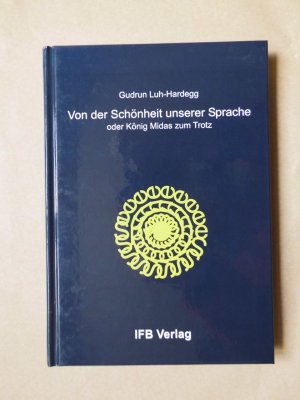 Gudrun Luh-Hardegg
Von der Schönheit unserer Sprache
oder König Midas zum Trotz
IFB Verlag